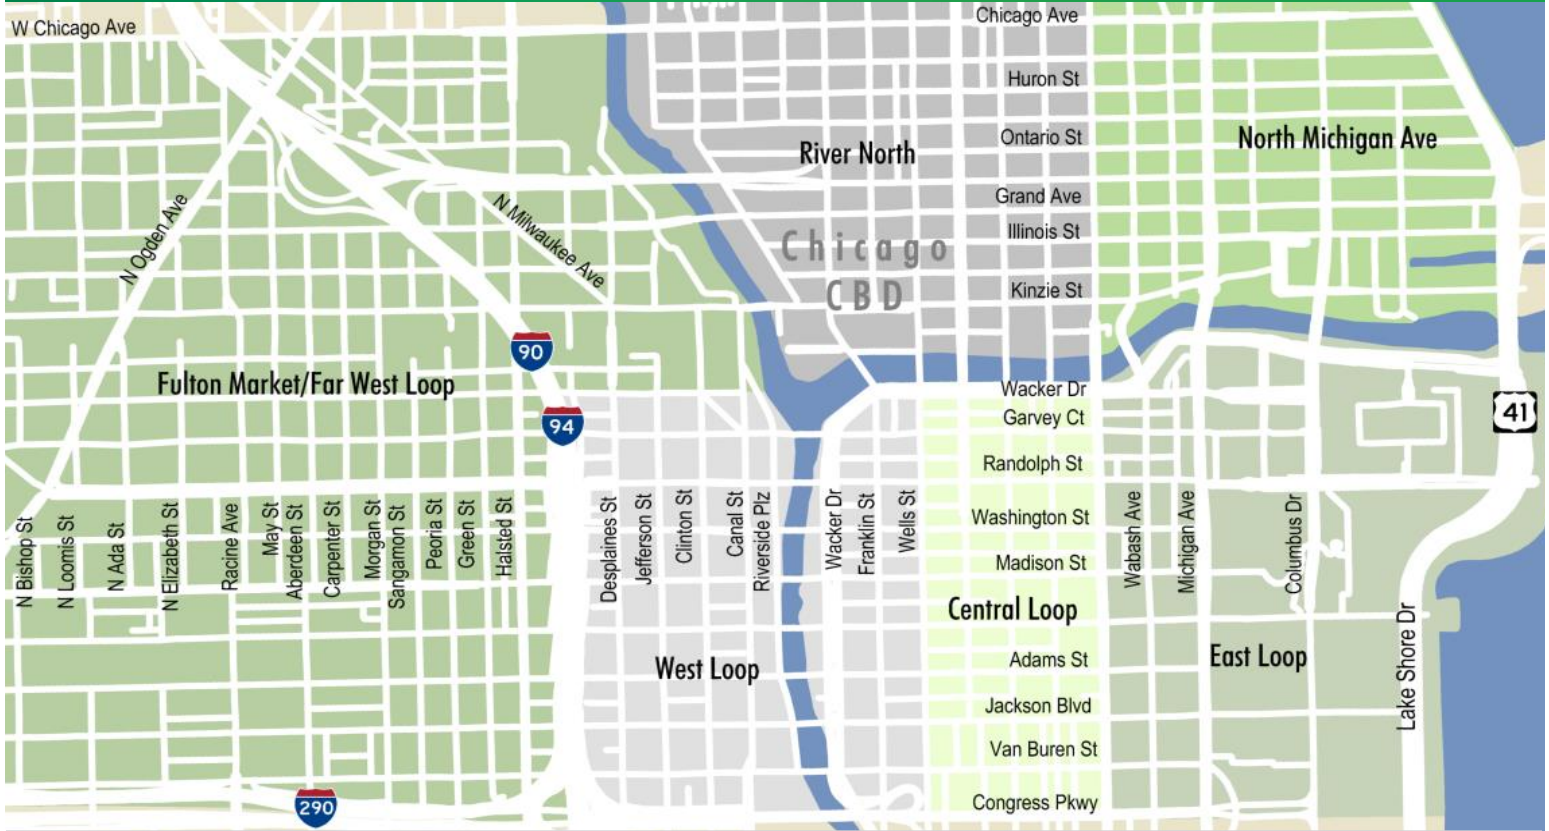 W Chicago Ave
Chicago Ave
Huron St
Ontario St
North Michigan Ave
River North
Grand Ave
N Ogden Ave
N Milwaukee Ave
Illinois St
Chicago
CBD
Kinzie St
90
Fulton Market/Far West Loop
Wacker Dr
41
94
Garvey Ct
Randolph St
Washington St
Madison St
N Bishop St
N Loomis St
N Ada St
N Elizabeth St
Racine Ave
May St
Aberdeen St
Carpenter St
Morgan St
Sangamon St
Peoria St
Green St
Halsted St
Desplaines St
Jefferson St
Clinton St
Canal St
Riverside Plz
Wacker Dr
Franklin St
Wells St
Wabash Ave
Michigan Ave
Columbus Dr
Lake Shore Dr
Central Loop
West Loop
East Loop
Adams St
Jackson Blvd
Van Buren St
Congress Pkwy
290